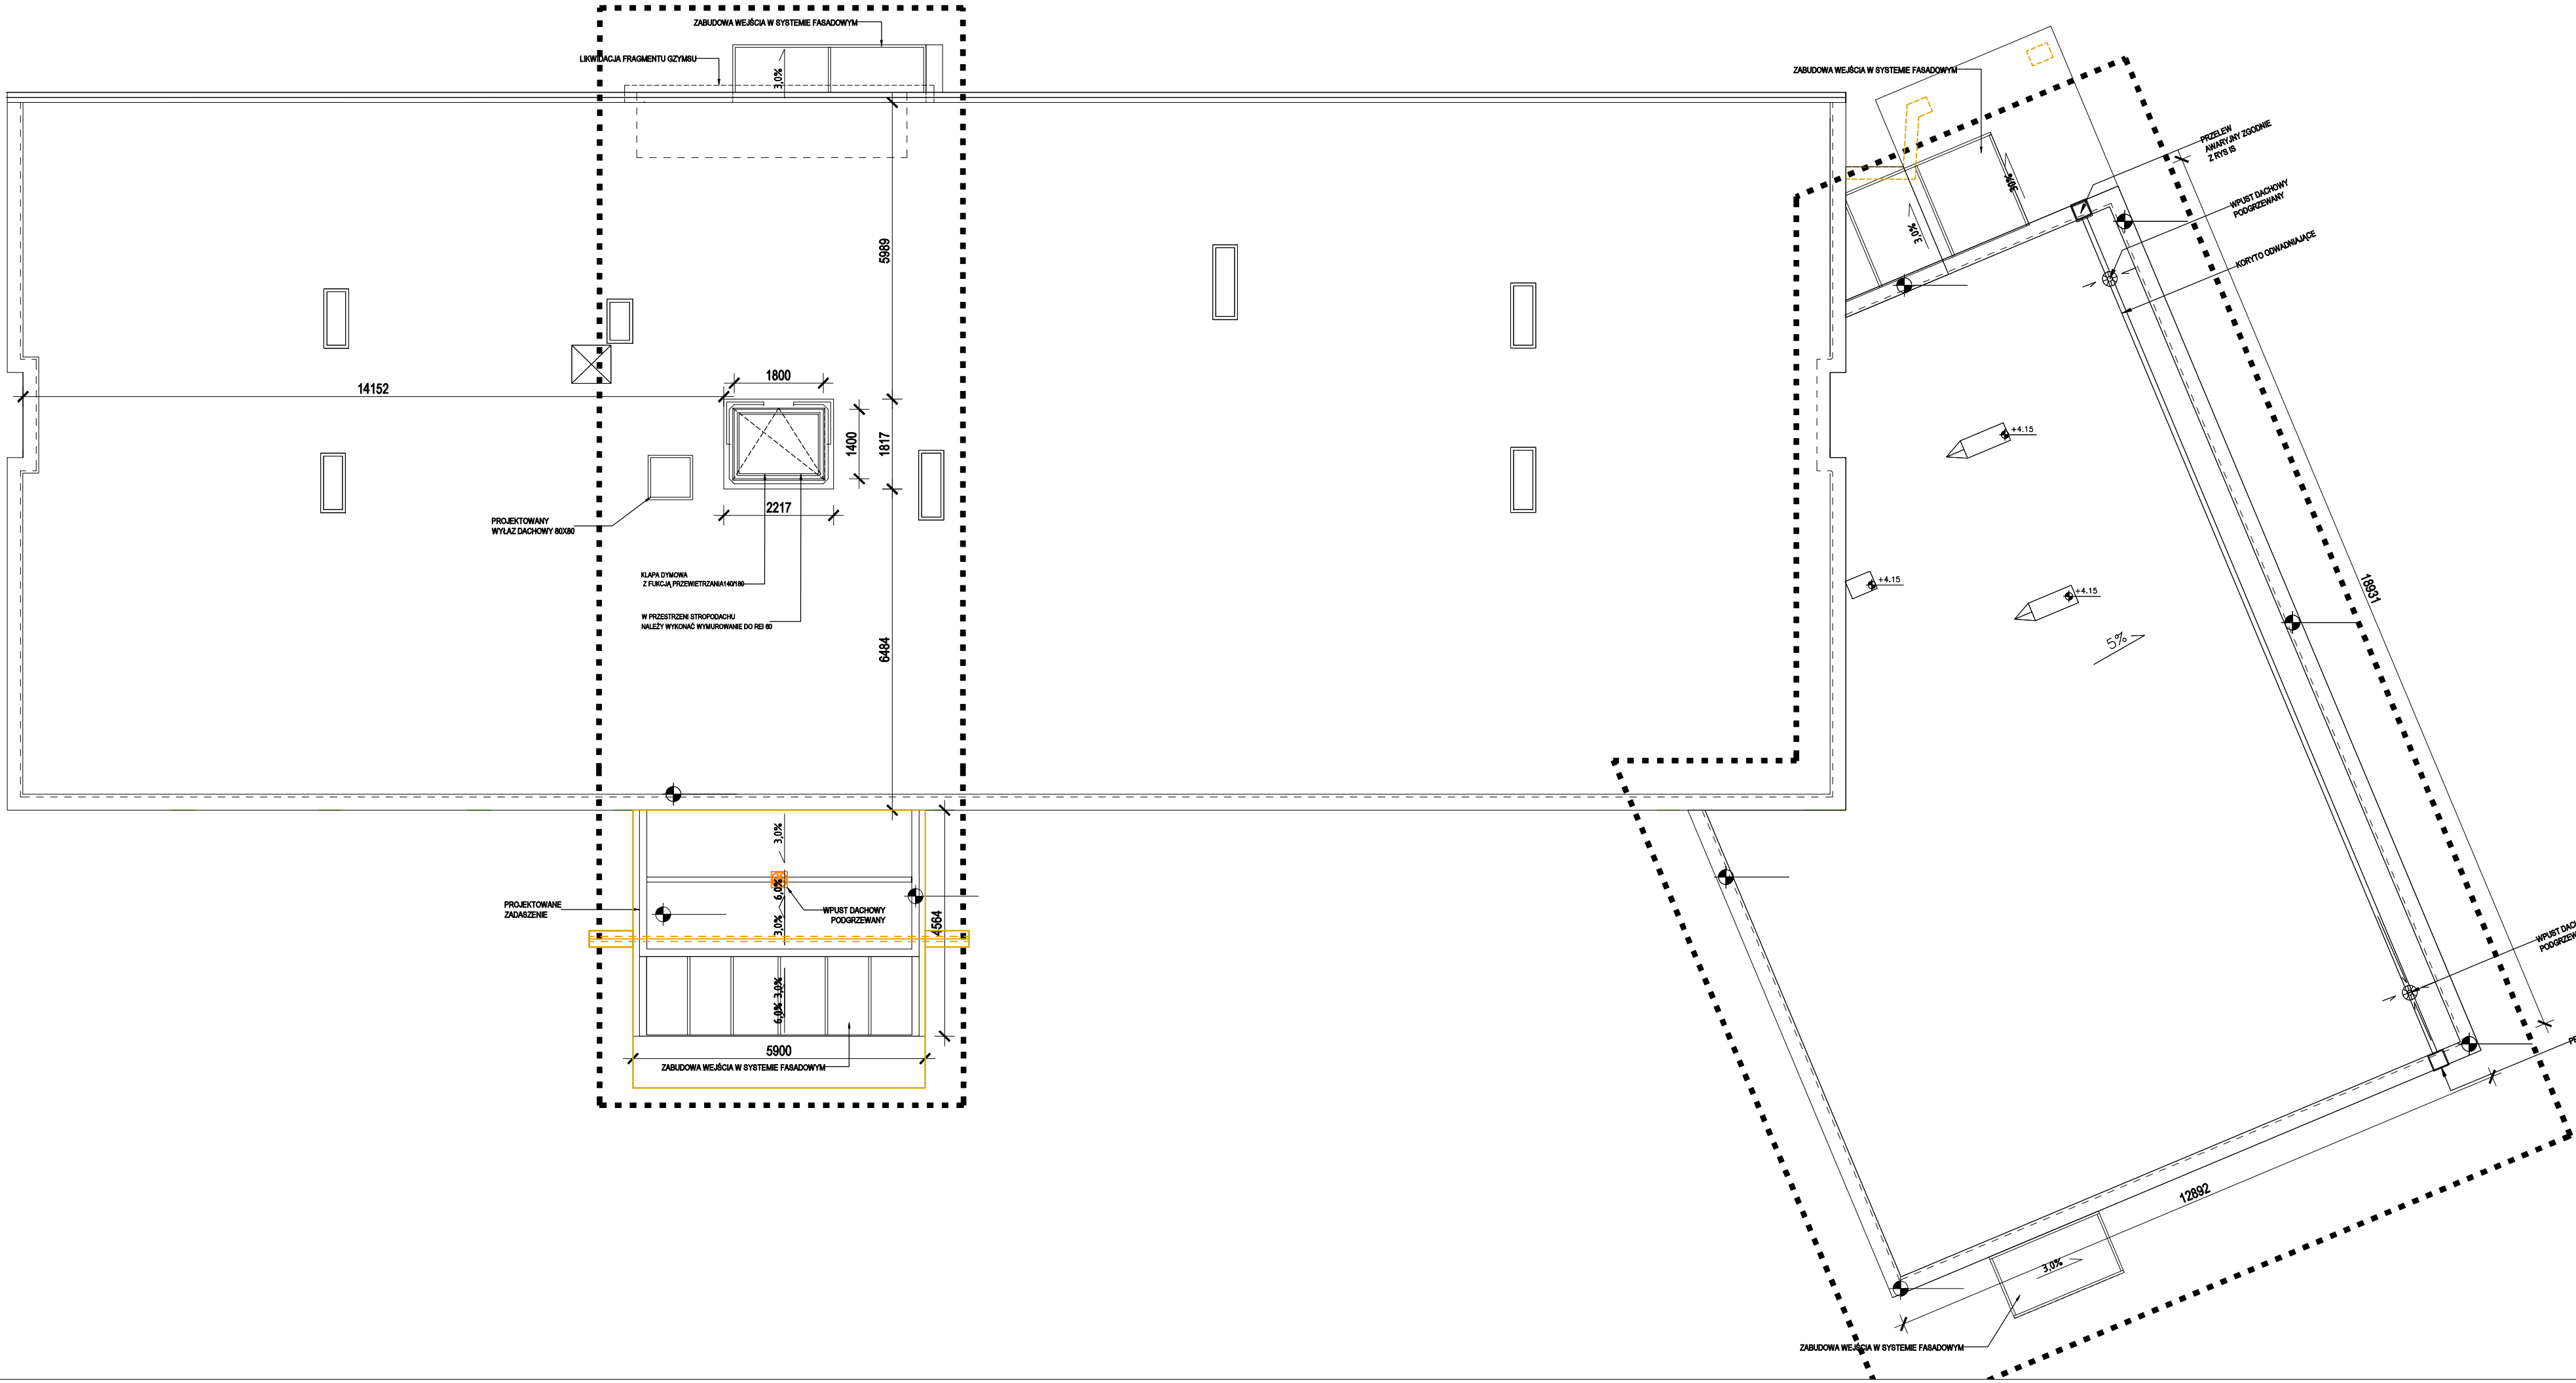 ZABUDOWA WEJŚCIA W SYSTEMIE FASADOWYM
LIKWIDACJA FRAGMENTU GZYMSU
3,0%
ZABUDOWA WEJŚCIA W SYSTEMIE FASADOWYM
PRZELEW
AWARYJNY ZGODNIE
Z RYS IS
WPUST DACHOWY
PODGRZEWANY
KORYTO ODWADNIAJĄCE
3,0%
5989
14152
1800
1400
1817
2217
PROJEKTOWANY
WYŁAZ DACHOWY 80X80
KLAPA DYMOWA
Z FUKCJĄ PRZEWIETRZANIA140/180
W PRZESTRZENI STROPODACHU
NALEŻY WYKONAĆ WYMUROWANIE DO REI 60
6484
+4.15
+4.15
+4.15
5%
18931
3,0%
6,0%
3,0%
PROJEKTOWANE
ZADASZENIE
WPUST DACHOWY
PODGRZEWANY
4564
3,0%
6,0%
5900
ZABUDOWA WEJŚCIA W SYSTEMIE FASADOWYM
WPUST
12892
3,0%
ZABUDOWA WEJŚCIA W SYSTEMIE FASADOWYM